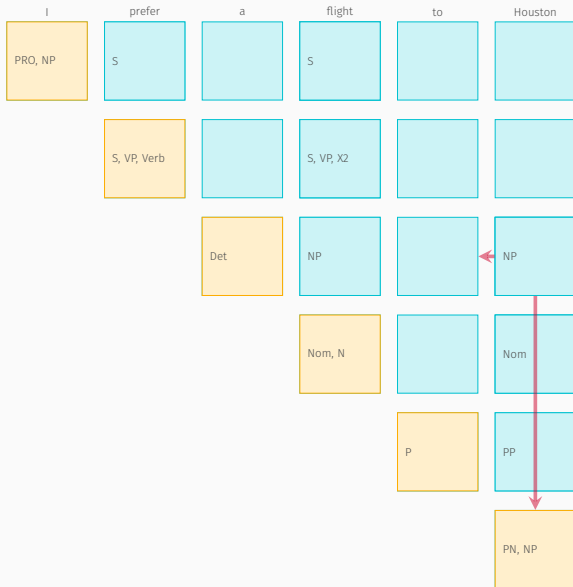 I prefer a flight to Houston
PRO, NP S S
S, VP, Verb S, VP, X2
Det NP NP
Nom, N Nom
P PP
PN, NP